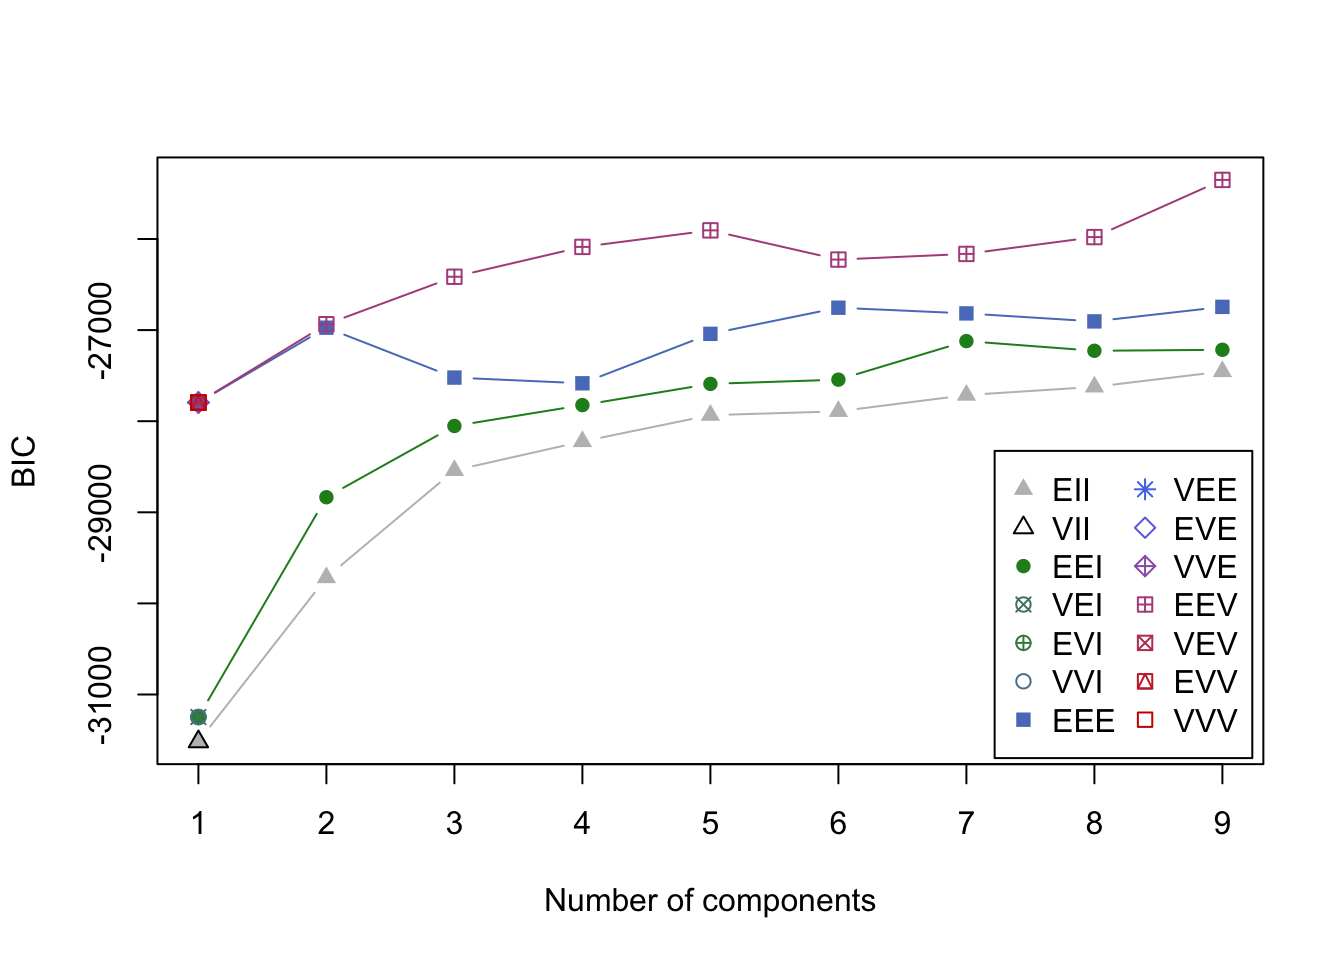 BIC
-27000
-29000
-31000
EII
VII
EEI
VEI
EVI
VVI
EEE
VEE
EVE
VVE
EEV
VEV
EVV
VVV
1 2 3 4 5 6 7 8 9
Number of components